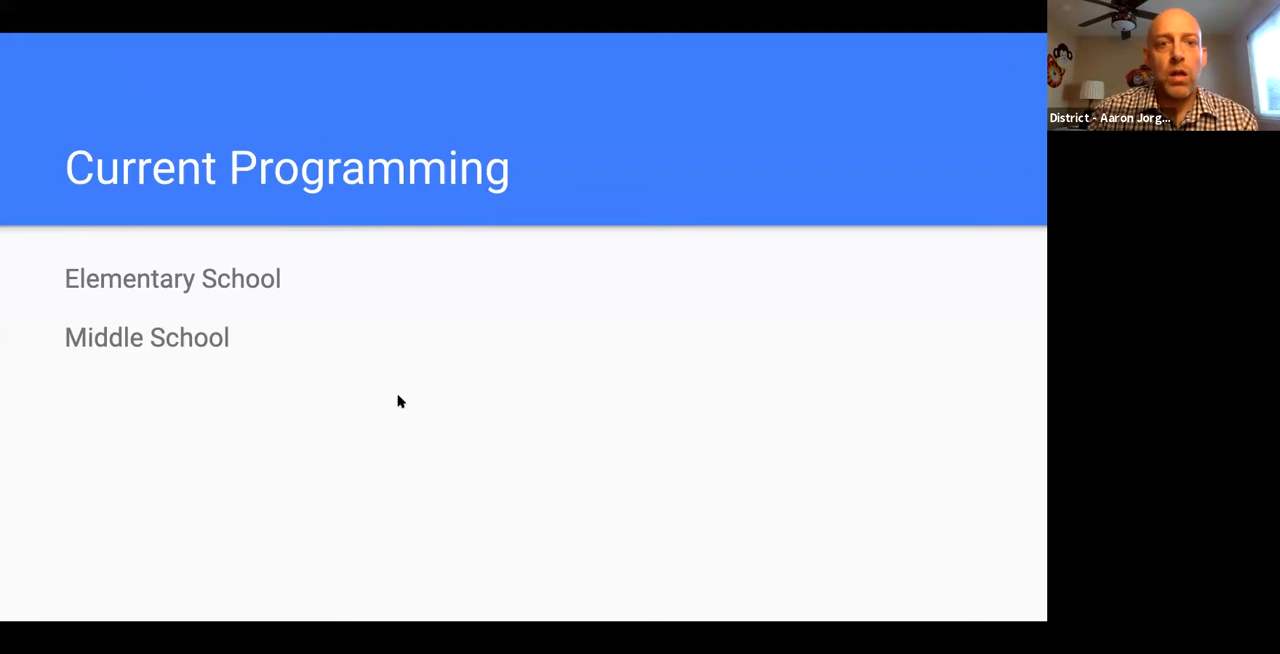 Current Programming
Elementary School
Middle School
District - Aaron Jorg...